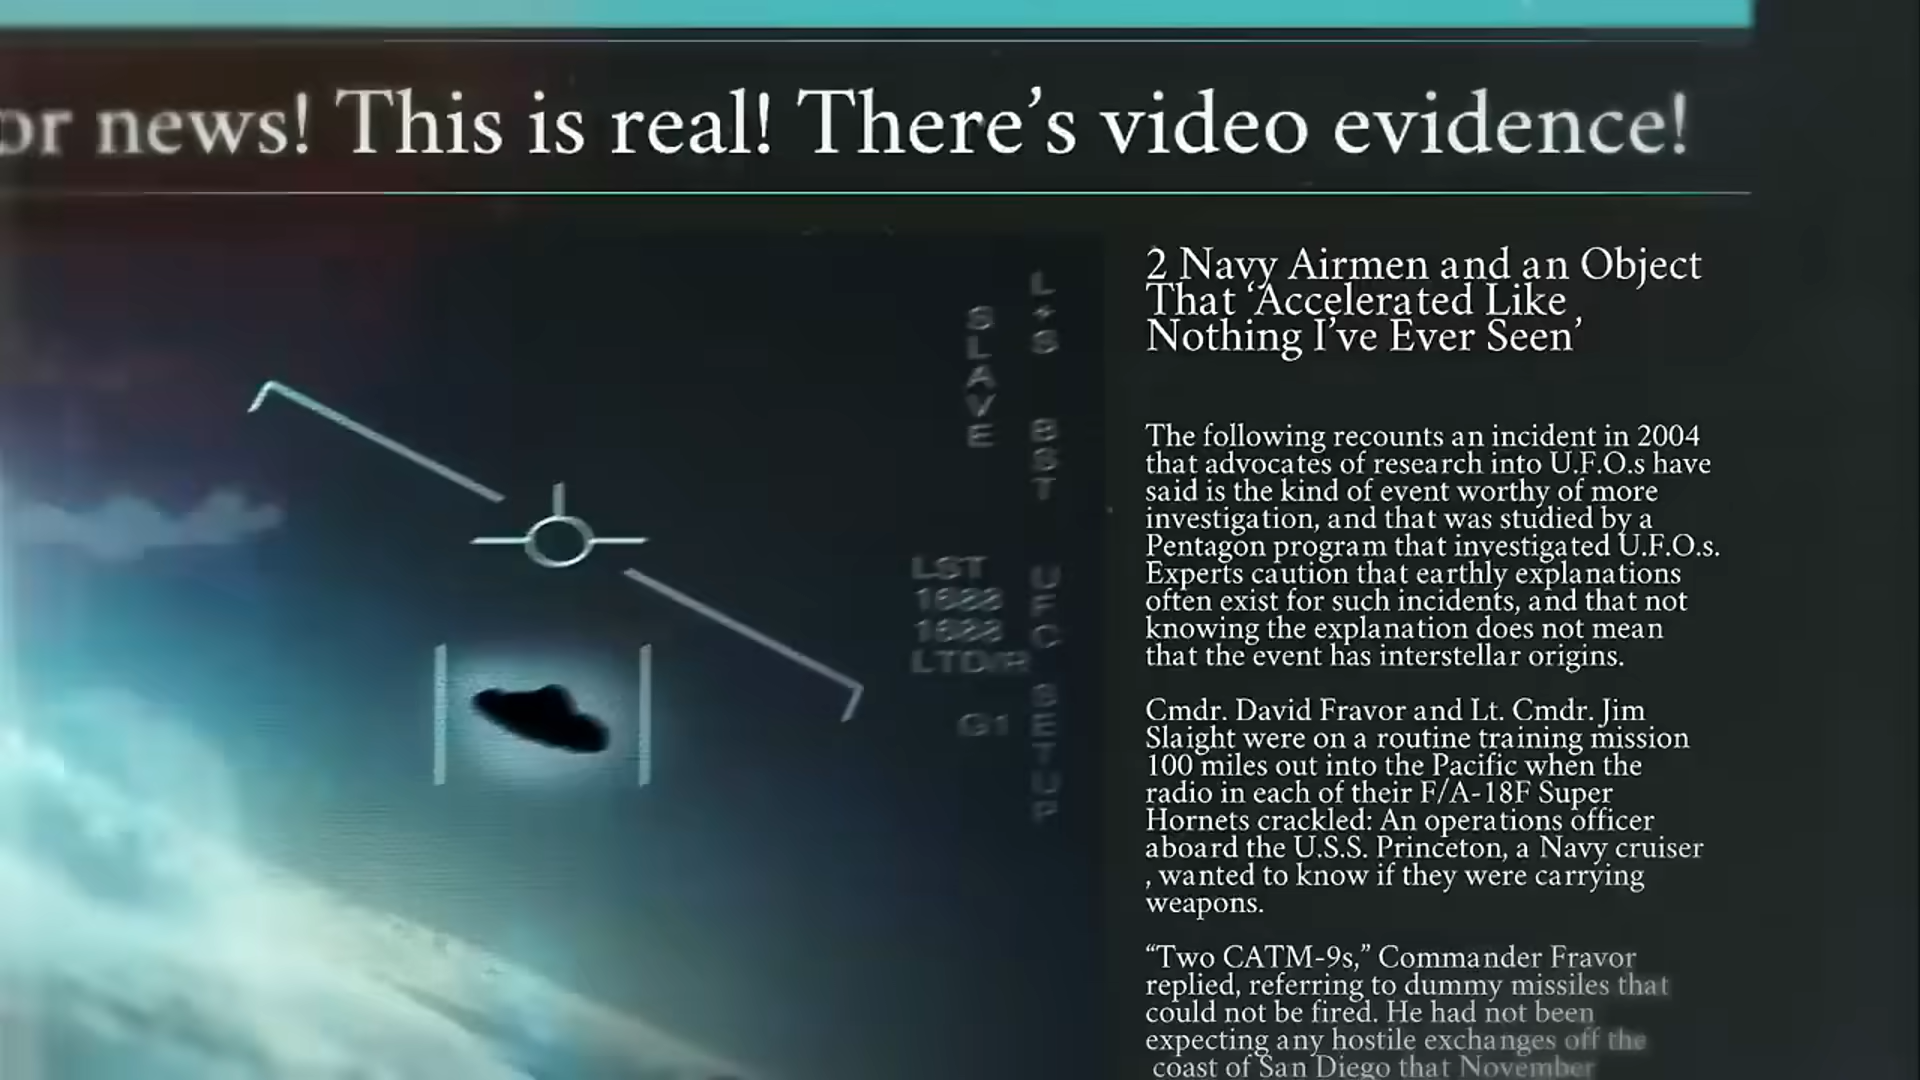 or news! This is real! There’s video evidence!
L+S BST UFC SETUP
SLAVE
LST
1688
1688
LTD/R
G1
2 Navy Airmen and an Object
That ‘Accelerated Like
Nothing I’ve Ever Seen’
The following recounts an incident in 2004
that advocates of research into U.F.O.s have
said is the kind of event worthy of more
investigation, and that was studied by a
Pentagon program that investigated U.F.O.s.
Experts caution that earthly explanations
often exist for such incidents, and that not
knowing the explanation does not mean
that the event has interstellar origins.
Cmdr. David Fravor and Lt. Cmdr. Jim
Slaight were on a routine training mission
100 miles out into the Pacific when the
radio in each of their F/A-18F Super
Hornets crackled: An operations officer
aboard the U.S.S. Princeton, a Navy cruiser
, wanted to know if they were carrying
weapons.
“Two CATM-9s,” Commander Fravor
replied, referring to dummy missiles that
could not be fired. He had not been
expecting any hostile exchanges off the
coast of San Diego that November